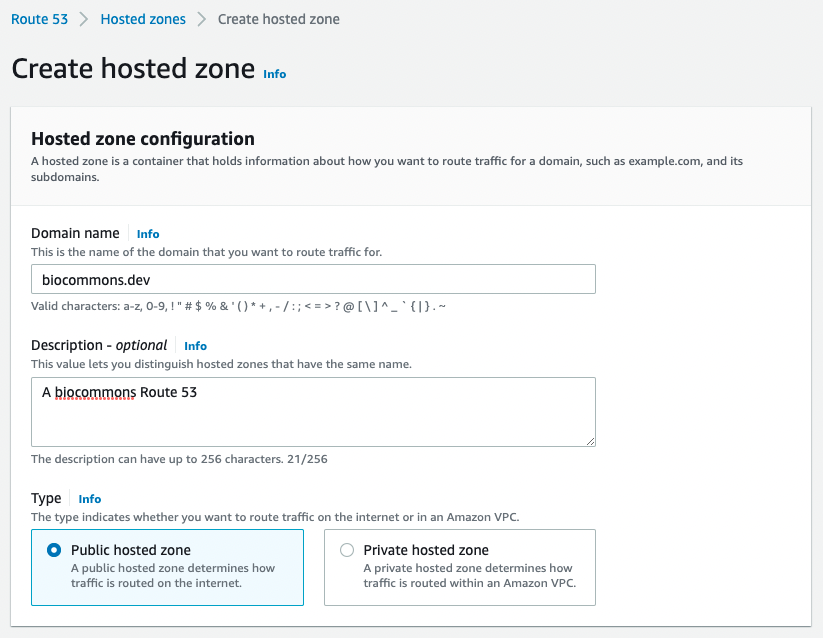 Route 53 > Hosted zones > Create hosted zone
Create hosted zone Info
Hosted zone configuration
A hosted zone is a container that holds information about how you want to route traffic for a domain, such as example.com, and its
subdomains.
Domain name Info
This is the name of the domain that you want to route traffic for.
biocommons.dev
Valid characters: a-z, 0-9, ! " # $ % & ' ( ) * + , - / : ; < = > ? @ [ \ ] ^ _ ` { | } . ~
Description - optional Info
This value lets you distinguish hosted zones that have the same name.
A biocommons Route 53
The description can have up to 256 characters. 21/256
Type Info
The type indicates whether you want to route traffic on the internet or in an Amazon VPC.
Public hosted zone
A public hosted zone determines how
traffic is routed on the internet.
Private hosted zone
A private hosted zone determines how
traffic is routed within an Amazon VPC.